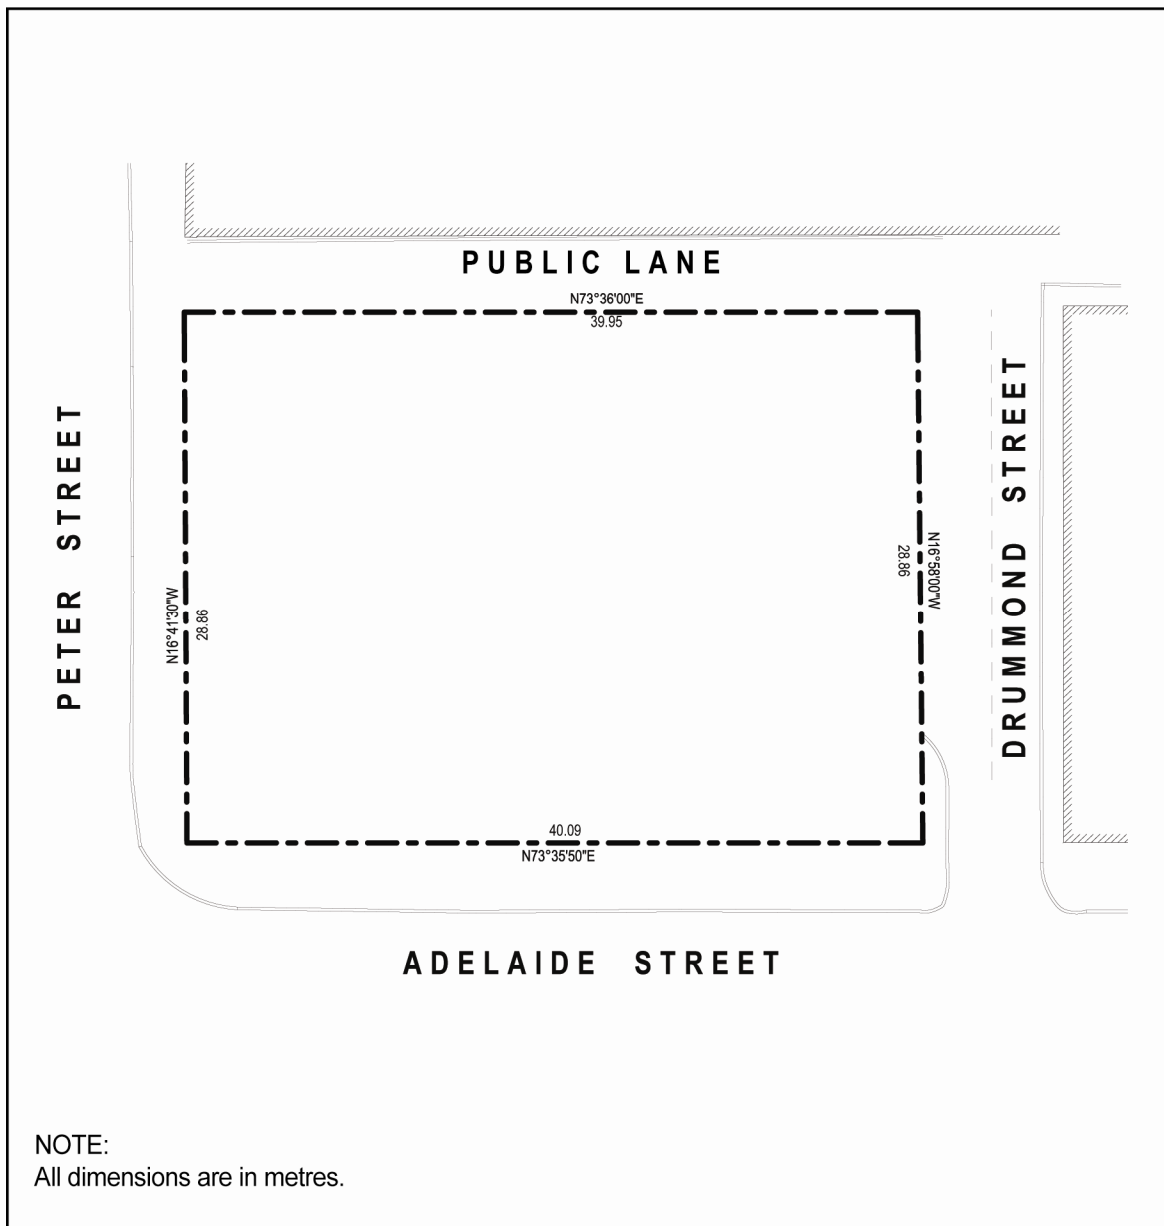 PUBLIC LANE
N73°36'00"E
39.95
PETER STREET
N16°41'30"W
28.86
28.86
N16°58'00"W
DRUMMOND STREET
40.09
N73°35'50"E
ADELAIDE STREET
NOTE:
All dimensions are in metres.